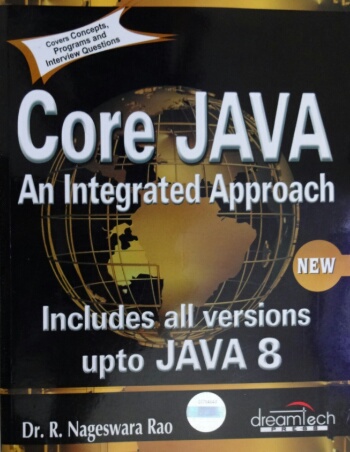 Covers Concepts,
Programs and
Interview Questions
Core JAVA
An Integrated Approach
NEW
Includes all versions
upto JAVA 8
Dr. R. Nageswara Rao
dreamtech
PRESS